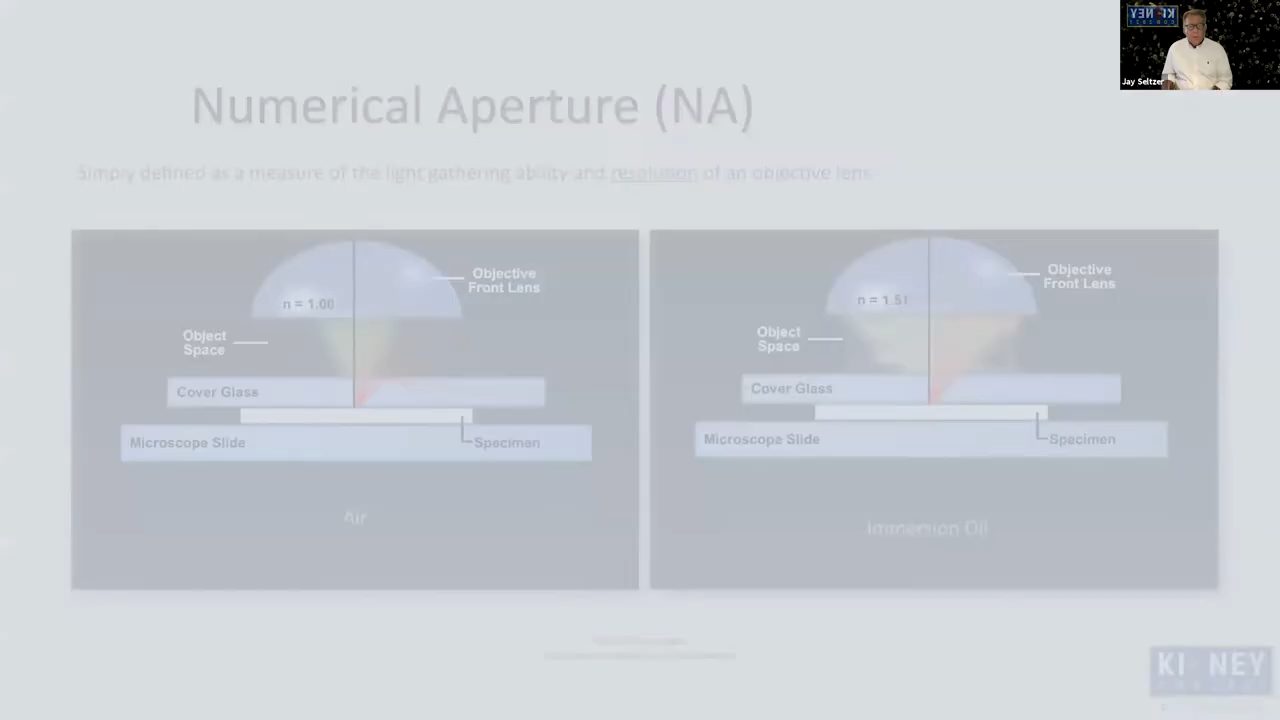 Jay Seltzer
Numerical Aperture (NA)
Simply defined as a measure of the light gathering ability and resolution of an objective lens
n = 1.00
Objective
Front Lens
Object
Space
Cover Glass
Microscope Slide
Specimen
Air
n = 1.51
Objective
Front Lens
Object
Space
Cover Glass
Microscope Slide
Specimen
Immersion Oil
KI NEY